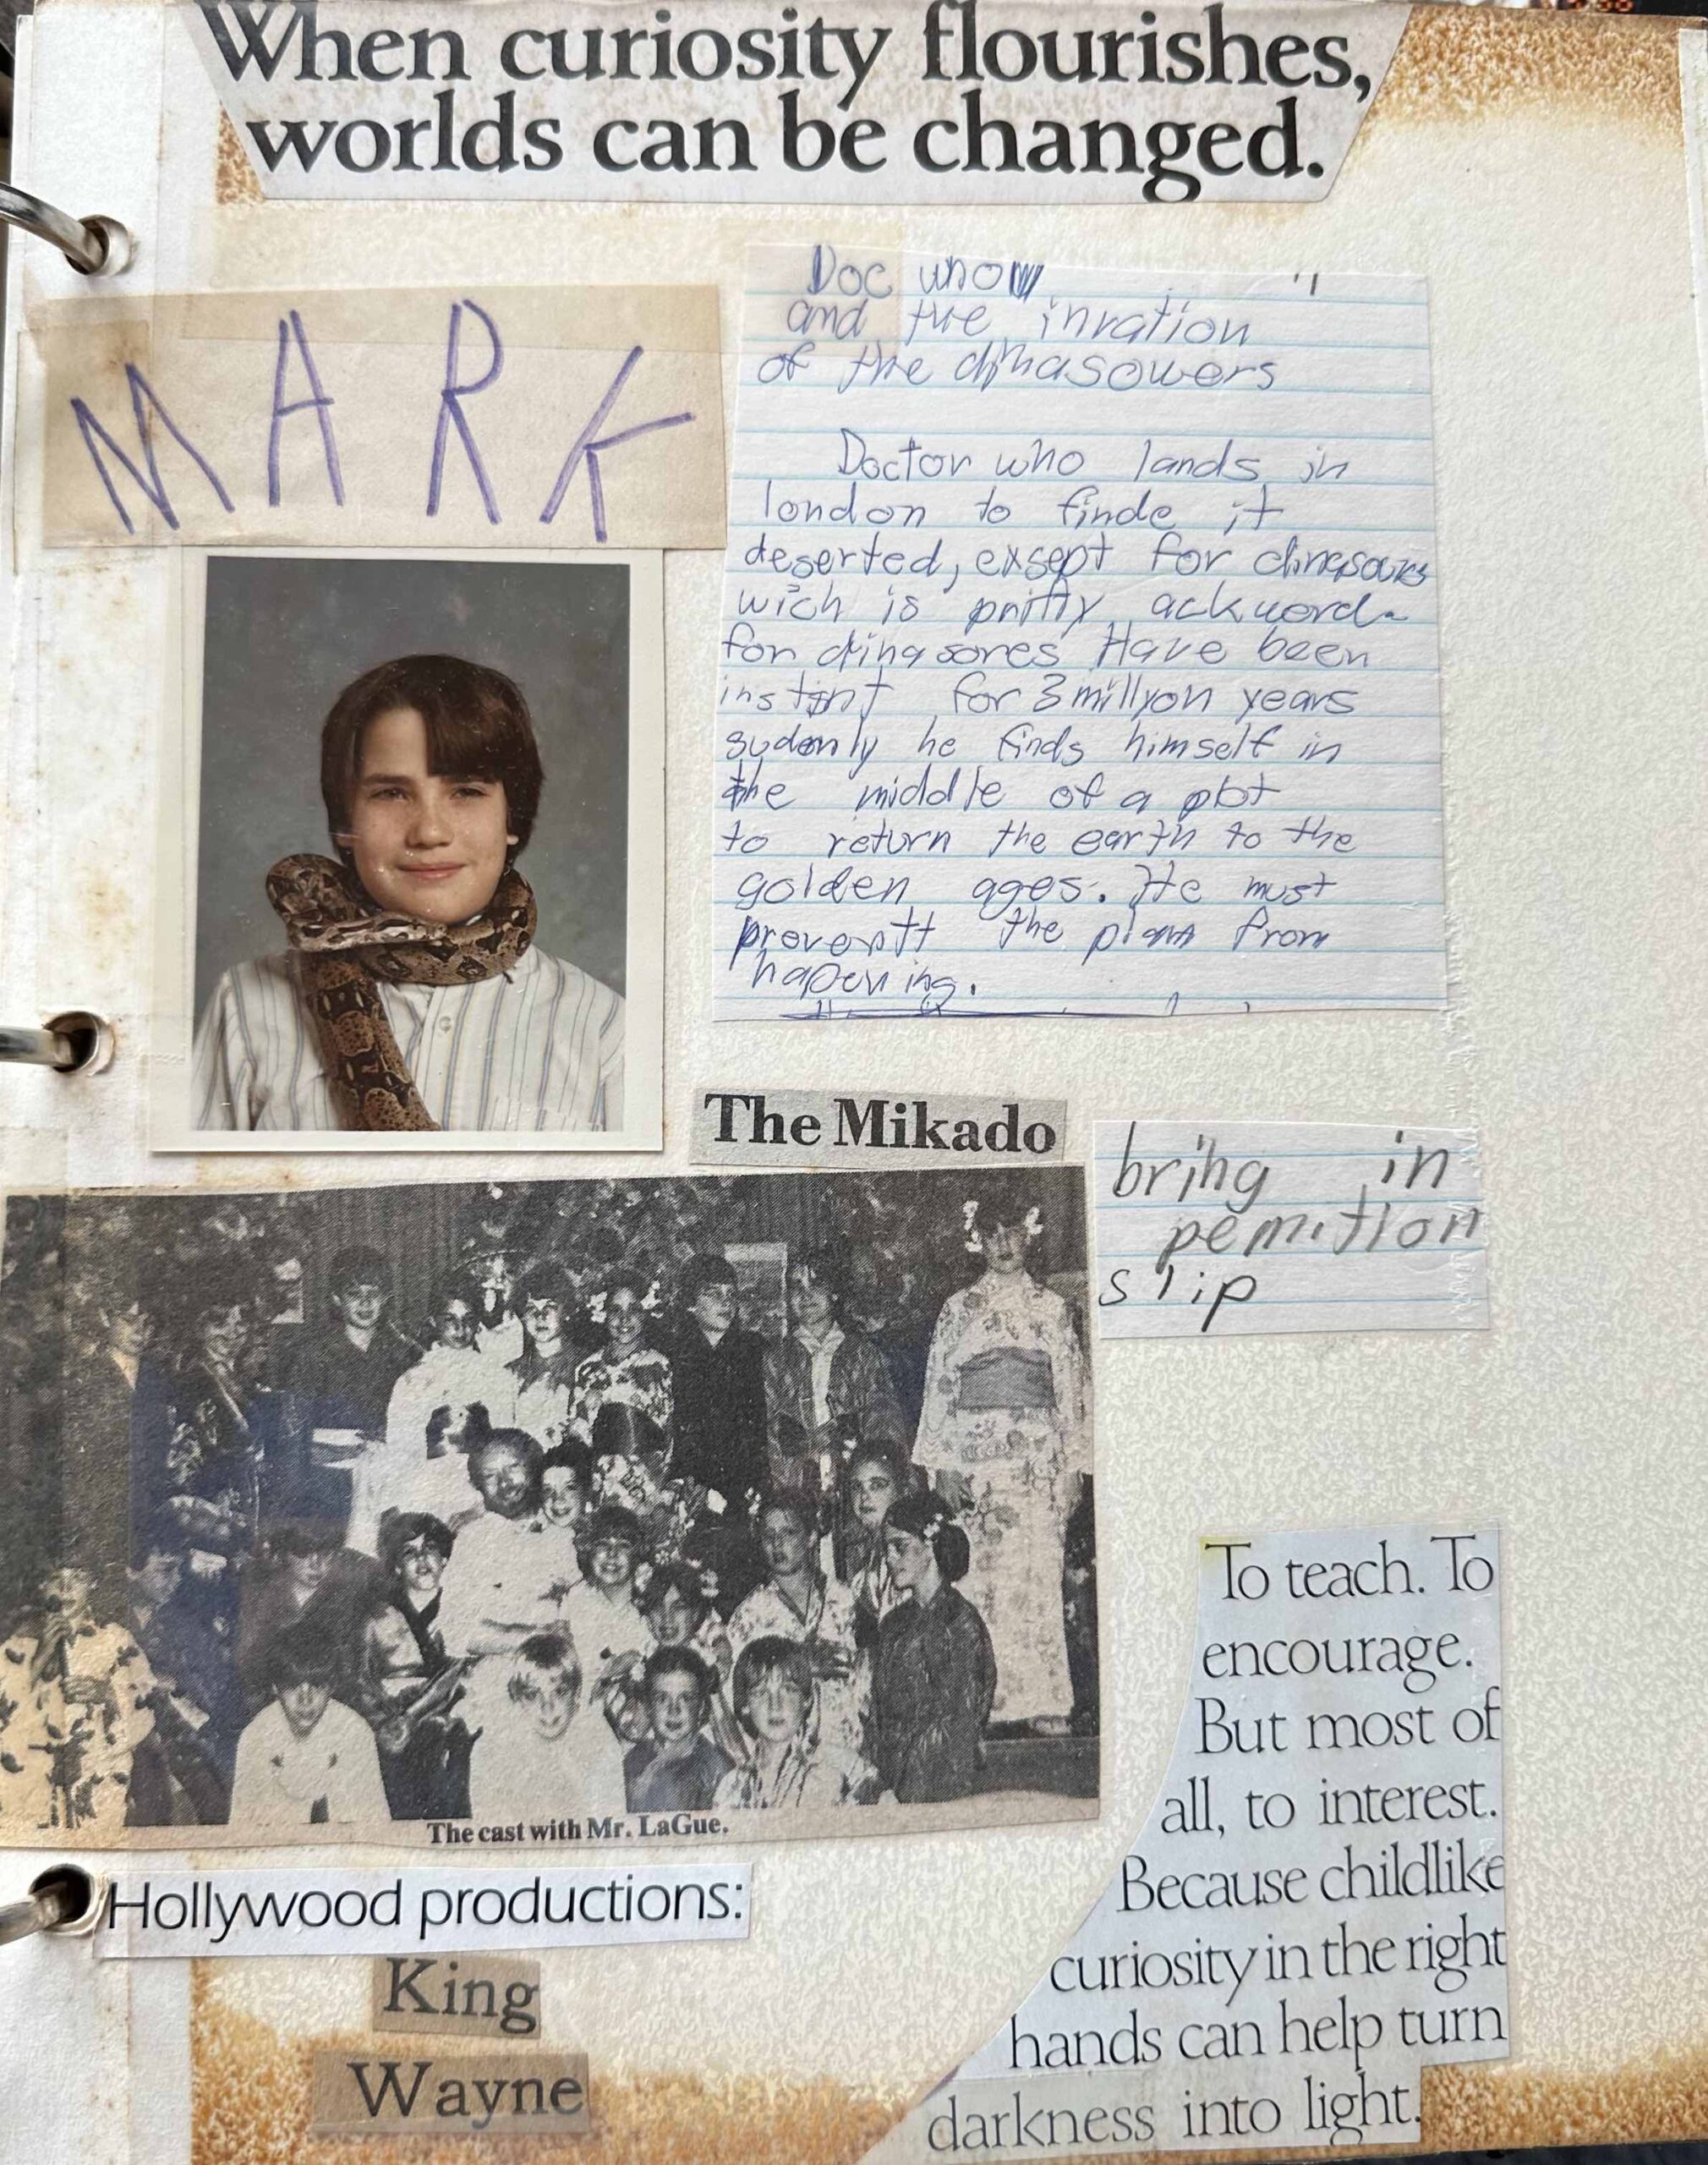 When curiosity flourishes,
worlds can be changed.
MARK
Doc who
and the invation
of the dinasowers
Doctor who lands in
london to finde it
deserted, exsept for dinesours
wich is pritty ackword
for dinasores Have been
instint for 3 millyon years
sudenly he finds himself in
the middle of a plot
to return the earth to the
golden ages. He must
preventt the plan from
hapening.
The Mikado
bring in
pemition
slip
The cast with Mr. LaGue.
Hollywood productions:
King
Wayne
To teach. To
encourage.
But most of
all, to interest.
Because childlike
curiosity in the right
hands can help turn
darkness into light.